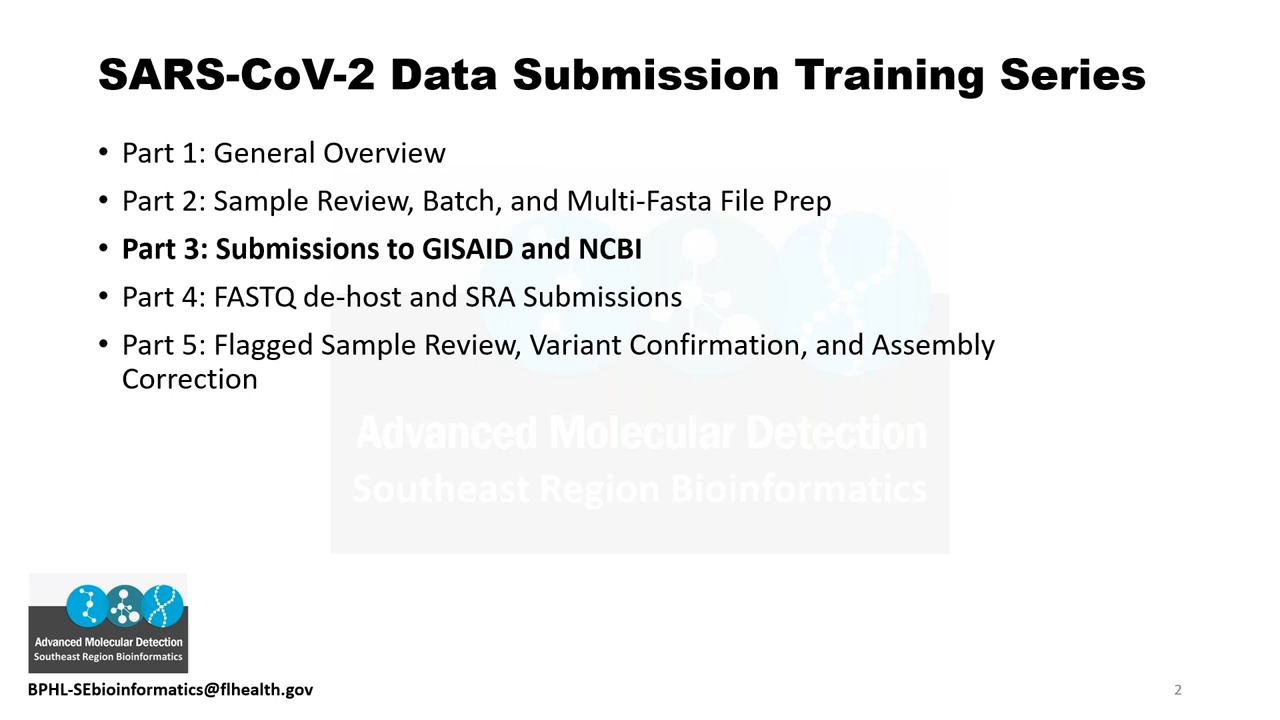 SARS-CoV-2 Data Submission Training Series
• Part 1: General Overview
• Part 2: Sample Review, Batch, and Multi-Fasta File Prep
• Part 3: Submissions to GISAID and NCBI
• Part 4: FASTQ de-host and SRA Submissions
• Part 5: Flagged Sample Review, Variant Confirmation, and Assembly
Correction
Advanced Molecular Detection
Southeast Region Bioinformatics
Advanced Molecular Detection
Southeast Region Bioinformatics
BPHL-SEbioinformatics@flhealth.gov
2